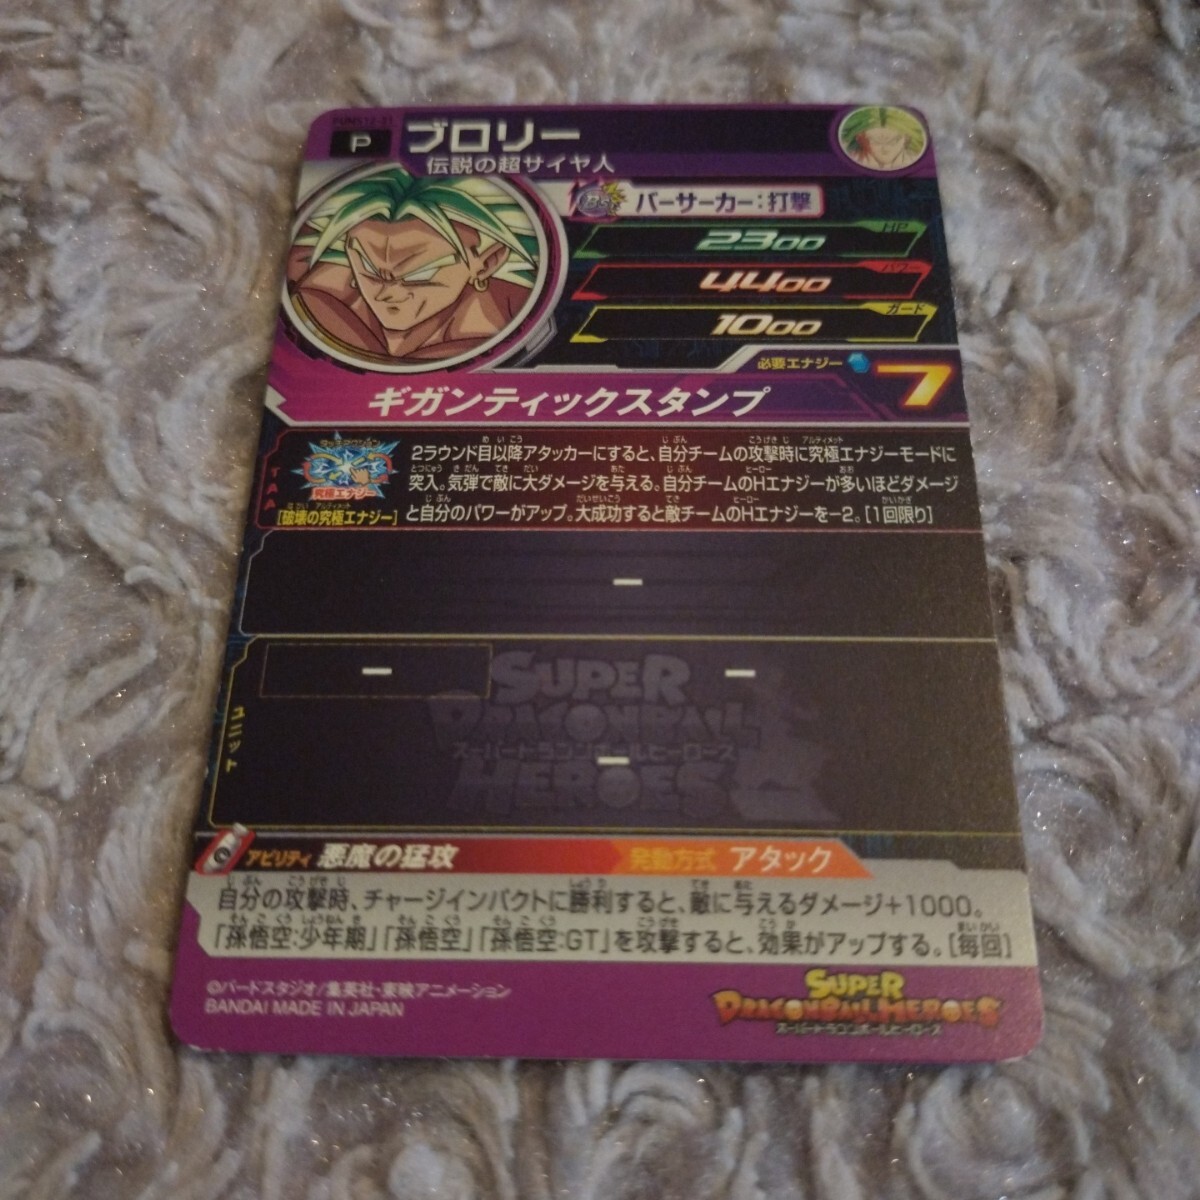 P
ブロリー
伝説の超サイヤ人
バーサーカー:打撃
HP
2300
パワー
4400
ガード
1000
必要エナジー 7
ギガンティックスタンプ
TAA
究極エナジー
[破壊の究極エナジー]
2ラウンド目以降アタッカーにすると、自分チームの攻撃時に究極エナジーモードに
突入。気弾で敵に大ダメージを与える。自分チームのHエナジーが多いほどダメージ
と自分のパワーがアップ。大成功すると敵チームのHエナジーを−2。[1回限り]
ー
ユニット
ー
ー
ー
SUPER
DRAGONBALL
スーパードラゴンボールヒーローズ
HEROES
アビリティ 悪魔の猛攻 発動方式 アタック
自分の攻撃時、チャージインパクトに勝利すると、敵に与えるダメージ+1000。
「孫悟空:少年期」「孫悟空」「孫悟空:GT」を攻撃すると、効果がアップする。[毎回]
©バードスタジオ/集英社・東映アニメーション
BANDAI MADE IN JAPAN
SUPER
DRAGONBALL HEROES
スーパードラゴンボールヒーローズ